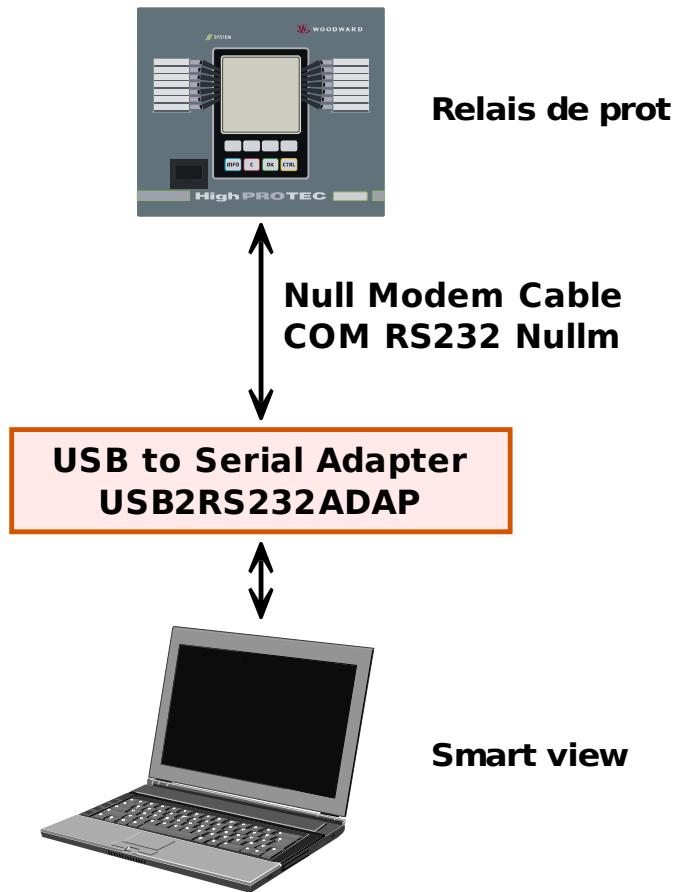 SYSTEM
WOODWARD
Relais de prot
INFO C OK CTRL
HighPROTEC
Null Modem Cable
COM RS232 Nullm
USB to Serial Adapter
USB2RS232ADAP
Smart view